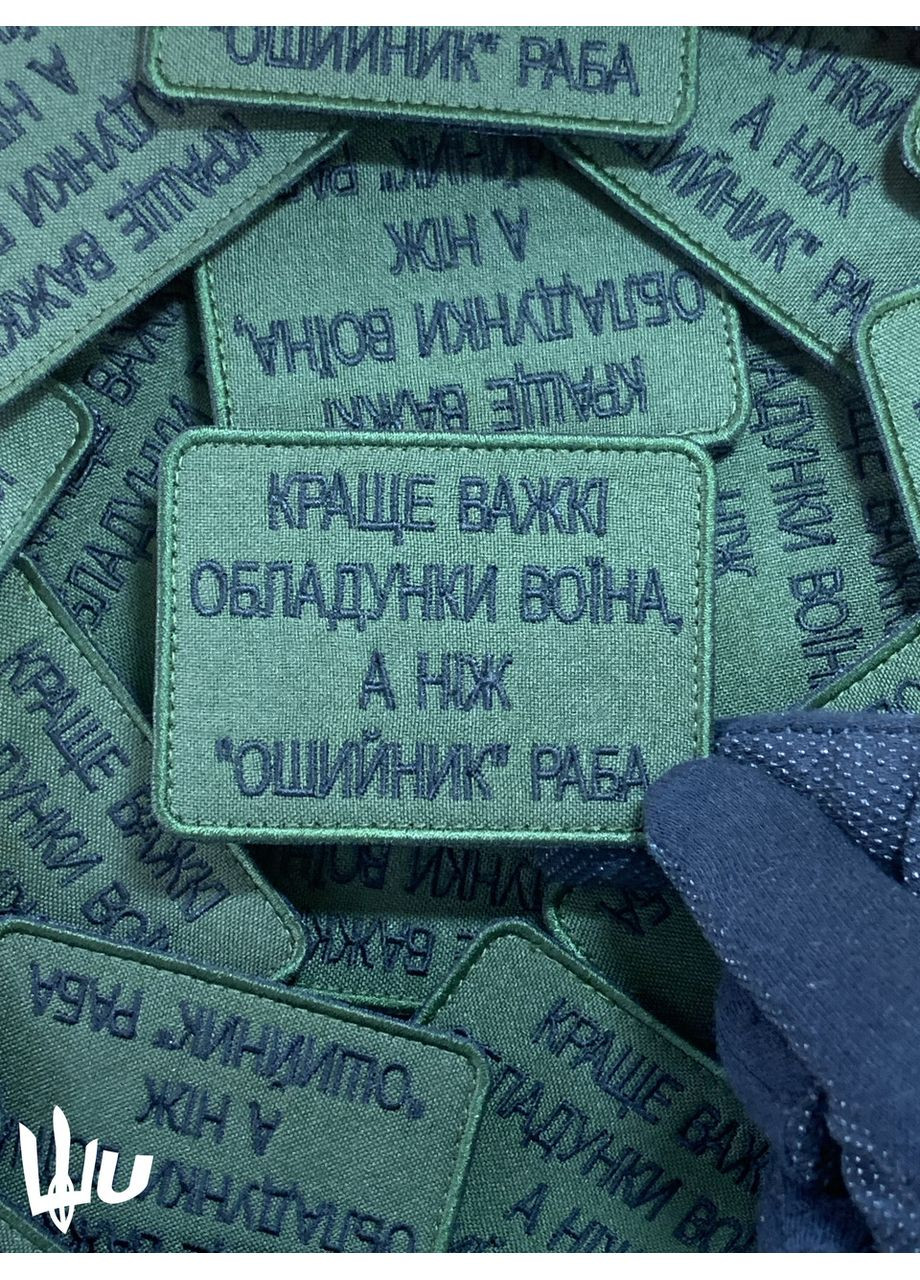 КРАЩЕ ВАЖКІ
ОБЛАДУНКИ ВОЇНА,
А НІЖ
"ОШИЙНИК" РАБА